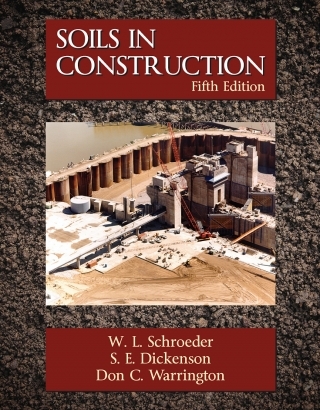 SOILS IN
CONSTRUCTION
Fifth Edition
W. L. Schroeder
S. E. Dickenson
Don C. Warrington